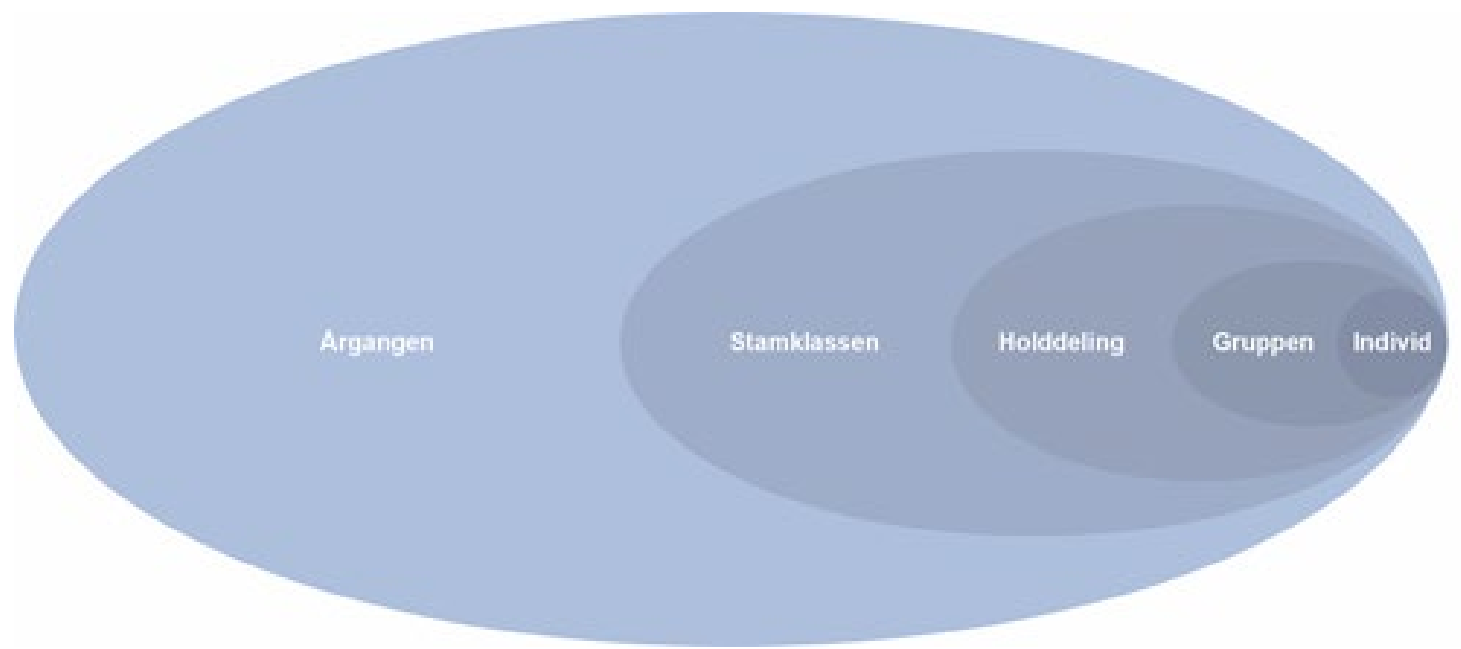 Årgangen
Stamklassen
Holddeling
Gruppen
Individ